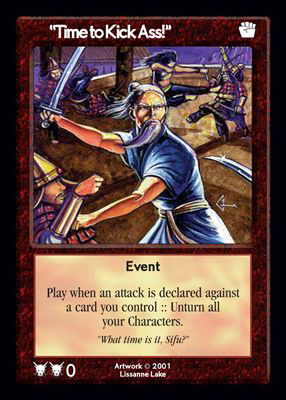 "Time to Kick Ass!"
Event
Play when an attack is declared against
a card you control :: Unturn all
your Characters.
"What time is it, Sifu?"
0
Artwork © 2001
Lissanne Lake